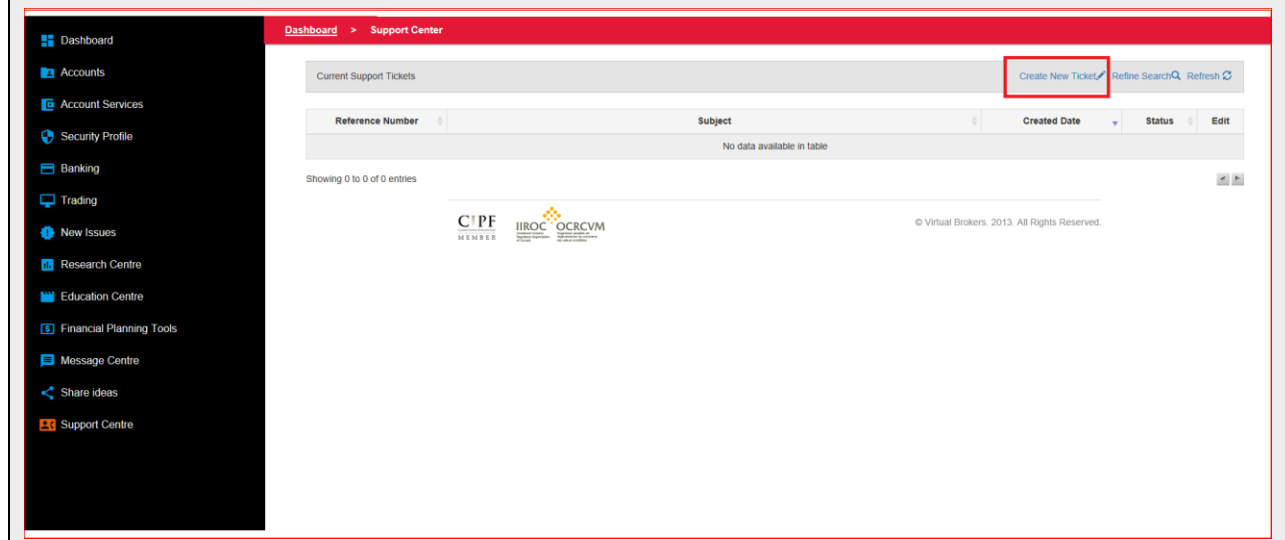 Dashboard
Accounts
Account Services
Security Profile
Banking
Trading
New Issues
Research Centre
Education Centre
Financial Planning Tools
Message Centre
Share ideas
Support Centre
Dashboard > Support Center
Current Support Tickets Create New Ticket Refine Search Refresh
Reference Number Subject Created Date Status Edit
No data available in table
Showing 0 to 0 of 0 entries
CIPF
MEMBER
IIROC OCRCVM
© Virtual Brokers. 2013. All Rights Reserved.